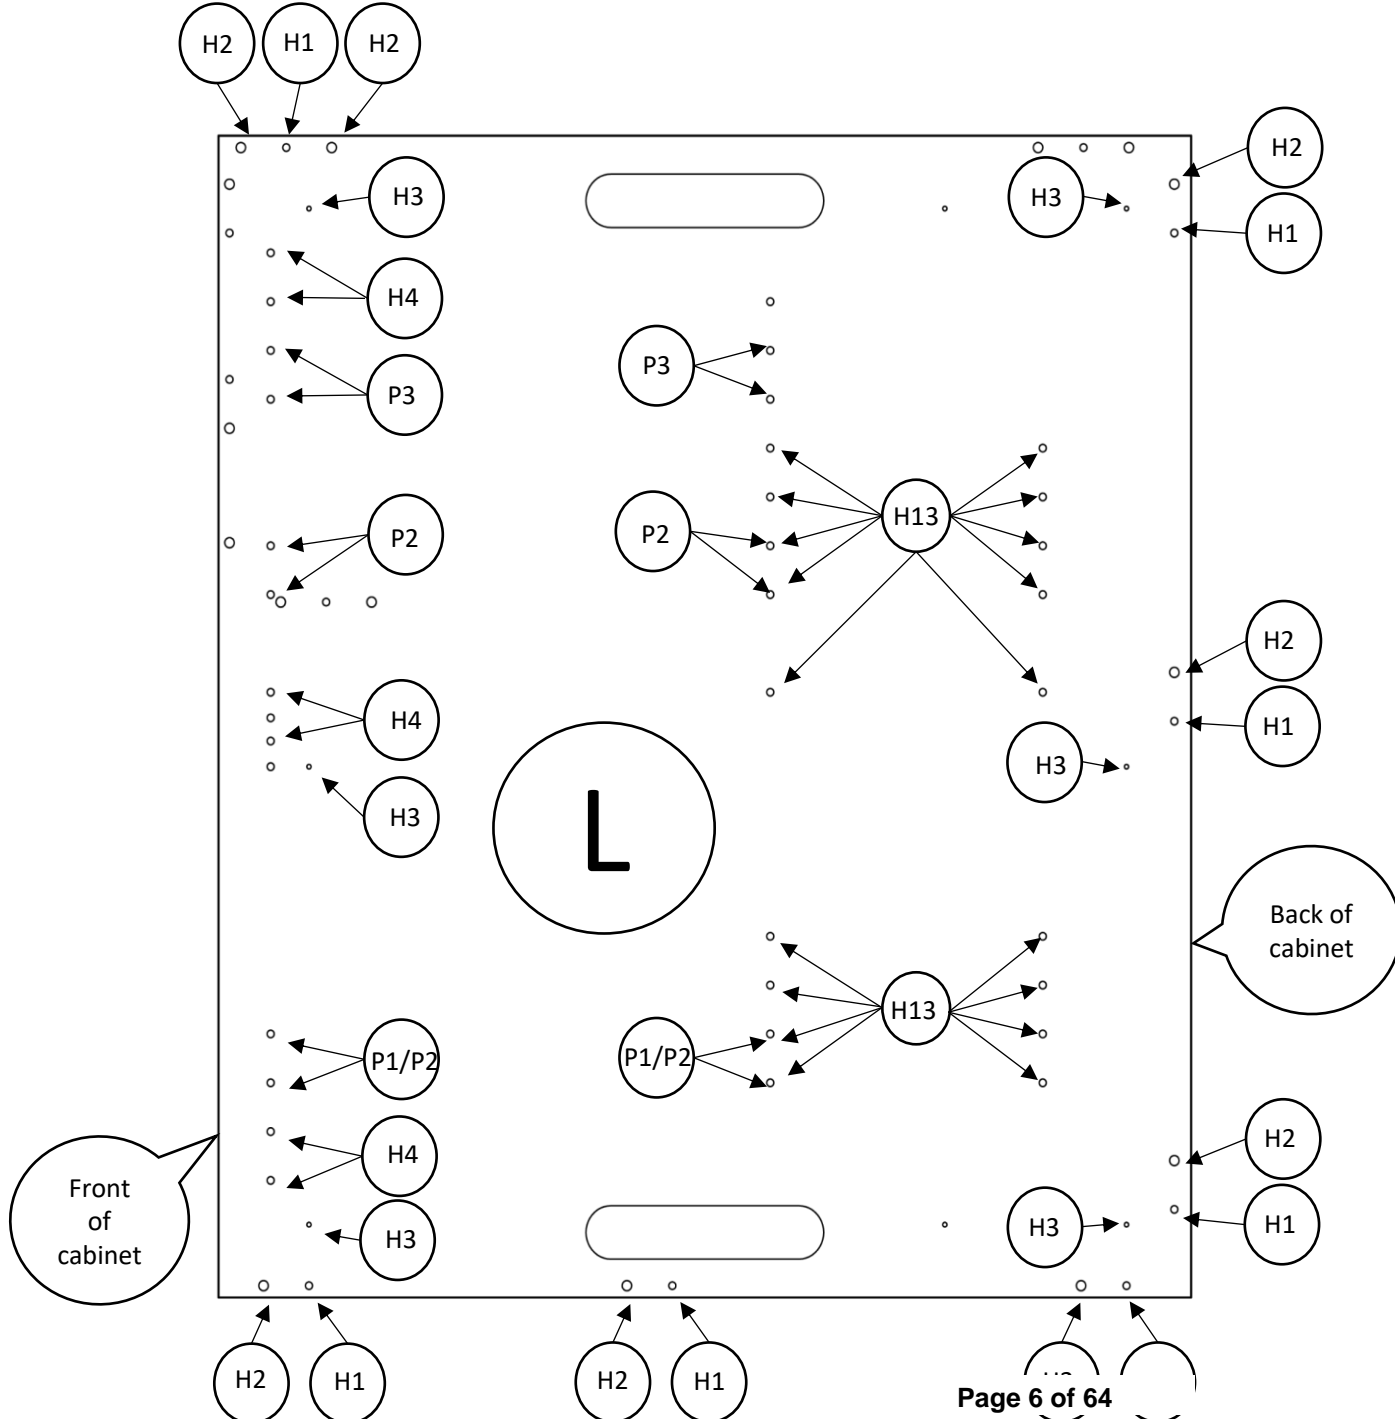 H2 H1 H2
H2
H3
H3
H1
H4
P3
P3
H13
P2
P2
H2
H4
H1
H3
H3
L
Back of
cabinet
H13
P1/P2
P1/P2
H2
H4
Front
of
cabinet
H3
H3
H1
H2 H1 H2 H1
Page 6 of 64